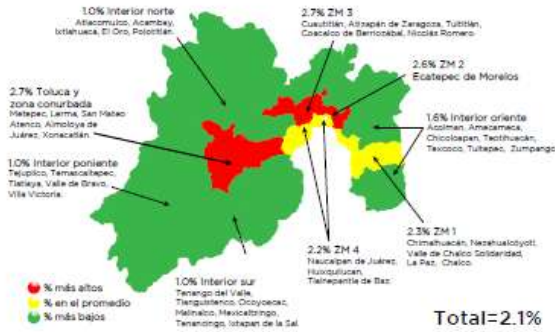 1.0% Interior norte
Atlacomulco, Acambay,
Ixtlahuaca, El Oro, Polotitlán.
2.7% ZM 3
Cuautitlán, Atizapán de Zaragoza, Tultitlán,
Coacalco de Berriozábal, Nicolás Romero.
2.6% ZM 2
Ecatepec de Morelos
2.7% Toluca y
zona conurbada
Metepec, Lerma, San Mateo
Atenco, Almoloya de
Juárez, Xonacatlán
1.6% Interior oriente
Acolman, Amecameca,
Chicoloapan, Teotihuacán,
Texcoco, Tultepec, Zumpango
1.0% Interior poniente
Tejupilco, Temascaltepec,
Tlatlaya, Valle de Bravo,
Villa Victoria.
2.3% ZM 1
Chimalhuacán, Nezahualcóyotl,
Valle de Chalco Solidaridad,
La Paz, Chalco.
2.2% ZM 4
Naucalpan de Juárez,
Huixquilucan,
Tlalnepantla de Baz.
1.0% Interior sur
Tenango del Valle,
Tianguistenco, Ocoyoacac,
Malinalco, Mexicaltzingo,
Tenancingo, Ixtapan de la Sal
% más altos
% en el promedio
% más bajos
Total=2.1%